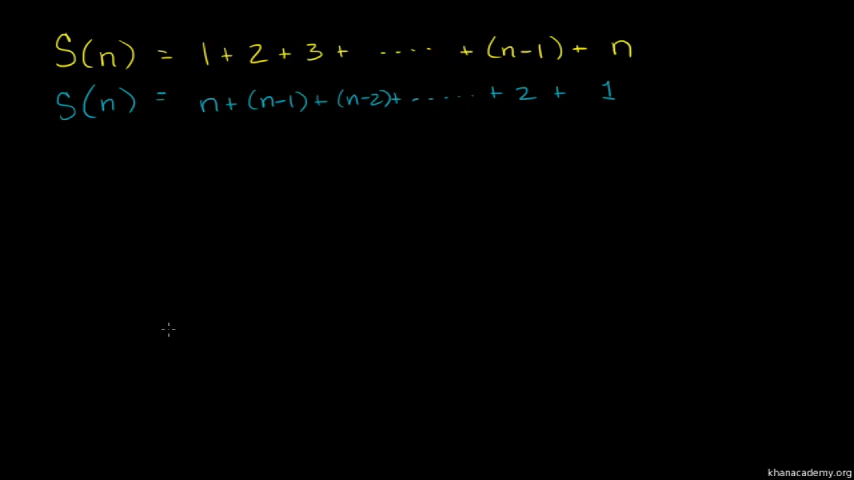 S(n) = 1 + 2 + 3 + ..... + (n-1) + n
S(n) = n + (n-1) + (n-2) + ...... + 2 + 1
khanacademy.org